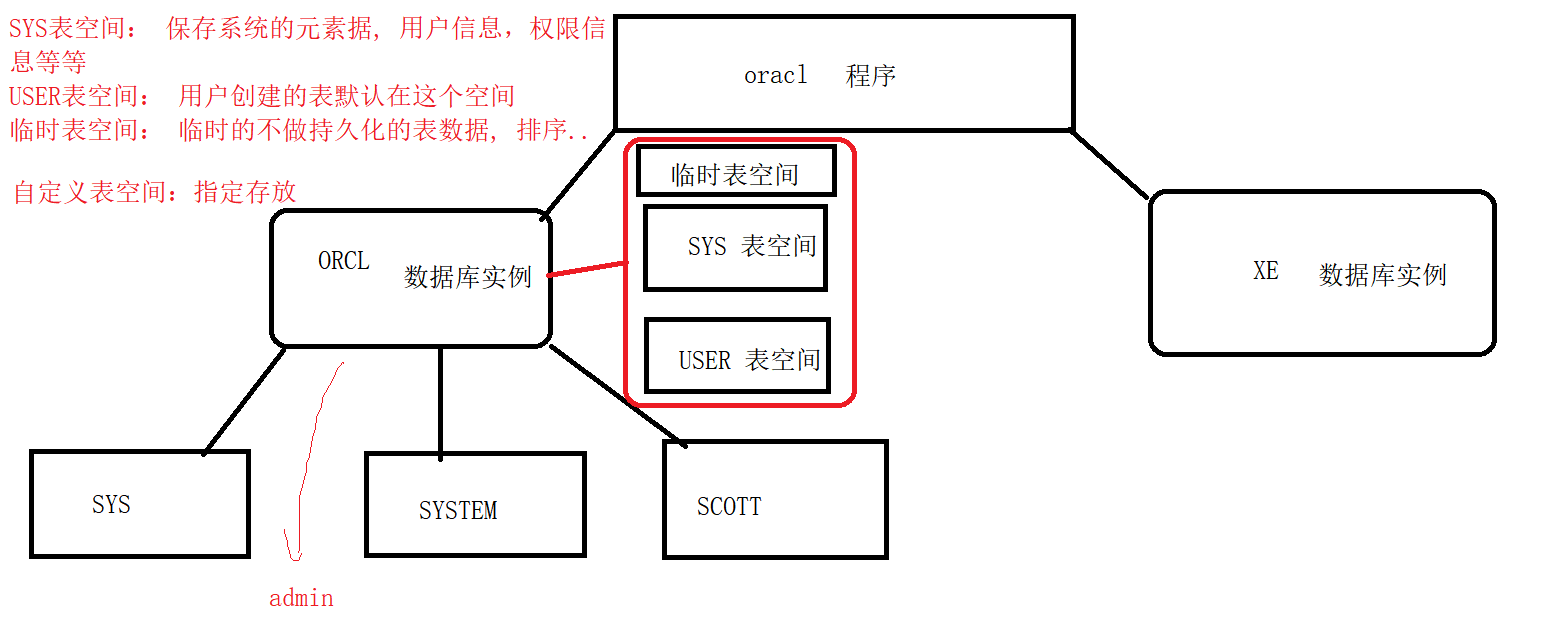 SYS表空间： 保存系统的元素据, 用户信息，权限信
息等等
USER表空间： 用户创建的表默认在这个空间
临时表空间： 临时的不做持久化的表数据, 排序..
自定义表空间：指定存放
oracl 程序
临时表空间
SYS 表空间
USER 表空间
ORCL 数据库实例
XE 数据库实例
SYS
SYSTEM
SCOTT
admin